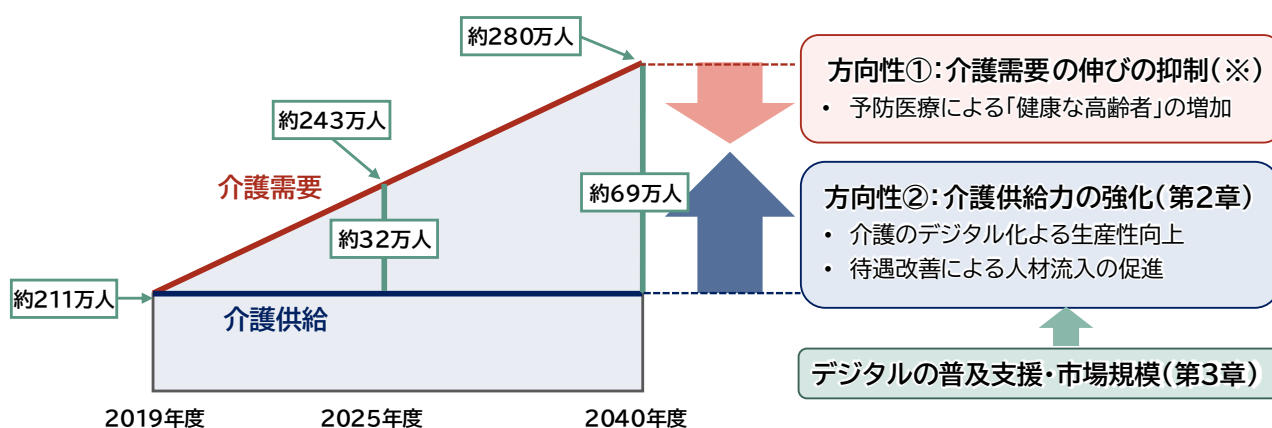 約280万人
約243万人
介護需要
約32万人
約69万人
約211万人
介護供給
2019年度
2025年度
2040年度
方向性①：介護需要の伸びの抑制（※）
• 予防医療による「健康な高齢者」の増加
方向性②：介護供給力の強化（第2章）
• 介護のデジタル化よる生産性向上
• 待遇改善による人材流入の促進
デジタルの普及支援・市場規模（第3章）